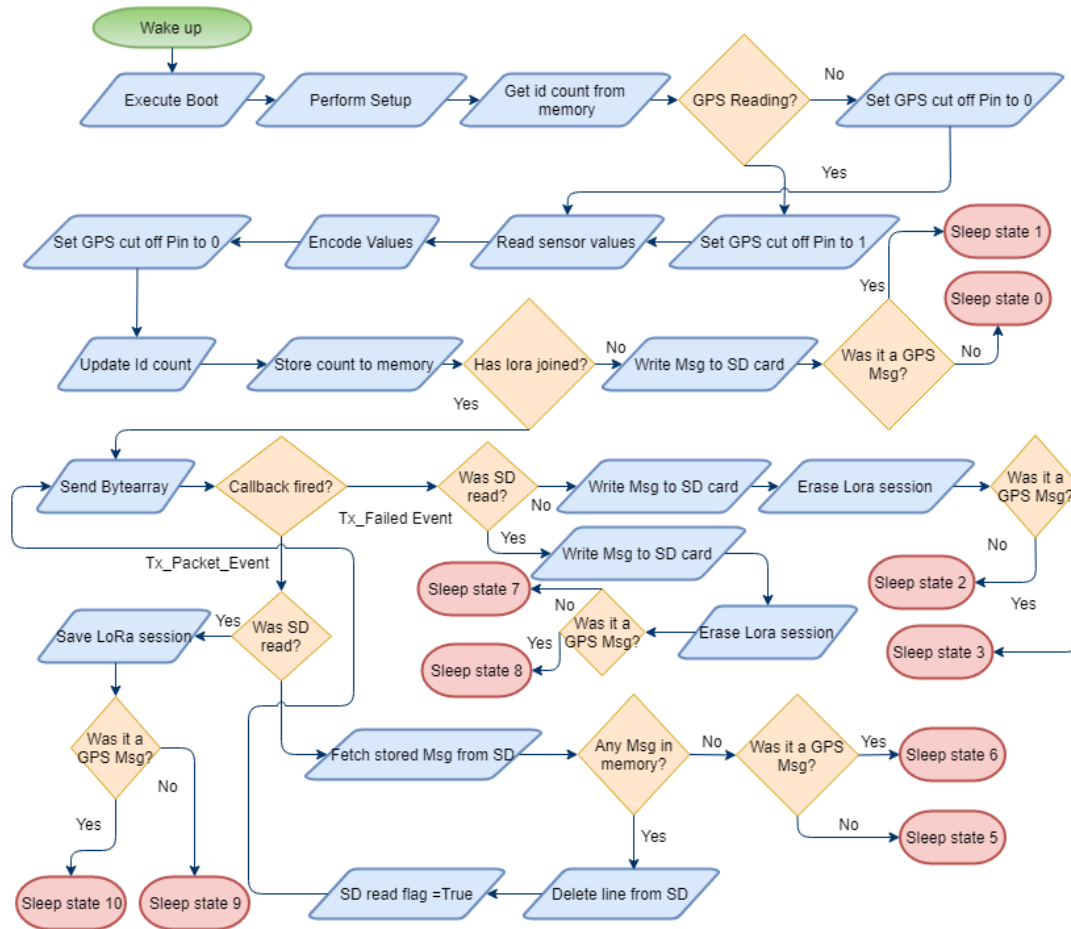 Wake up
Execute Boot
Perform Setup
Get id count from
memory
GPS Reading?
No
Set GPS cut off Pin to 0
Yes
Set GPS cut off Pin to 0
Encode Values
Read sensor values
Set GPS cut off Pin to 1
Sleep state 1
Yes
Sleep state 0
Update Id count
Store count to memory
Has lora joined?
No
Write Msg to SD card
Was it a GPS
Msg?
No
Yes
Send Bytearray
Callback fired?
Was SD
read?
No
Write Msg to SD card
Erase Lora session
Was it a
GPS Msg?
Tx_Failed Event
Yes
Write Msg to SD card
No
Tx_Packet_Event
Sleep state 7
Sleep state 2
No
Yes
Save LoRa session
Yes
Was SD
read?
Was it a
GPS Msg?
Yes
Erase Lora session
Sleep state 8
Sleep state 3
Was it a
GPS Msg?
No
Fetch stored Msg from SD
Any Msg in
memory?
No
Was it a GPS
Msg?
Yes
Sleep state 6
Yes
Yes
No
Sleep state 5
Sleep state 10
Sleep state 9
SD read flag =True
Delete line from SD